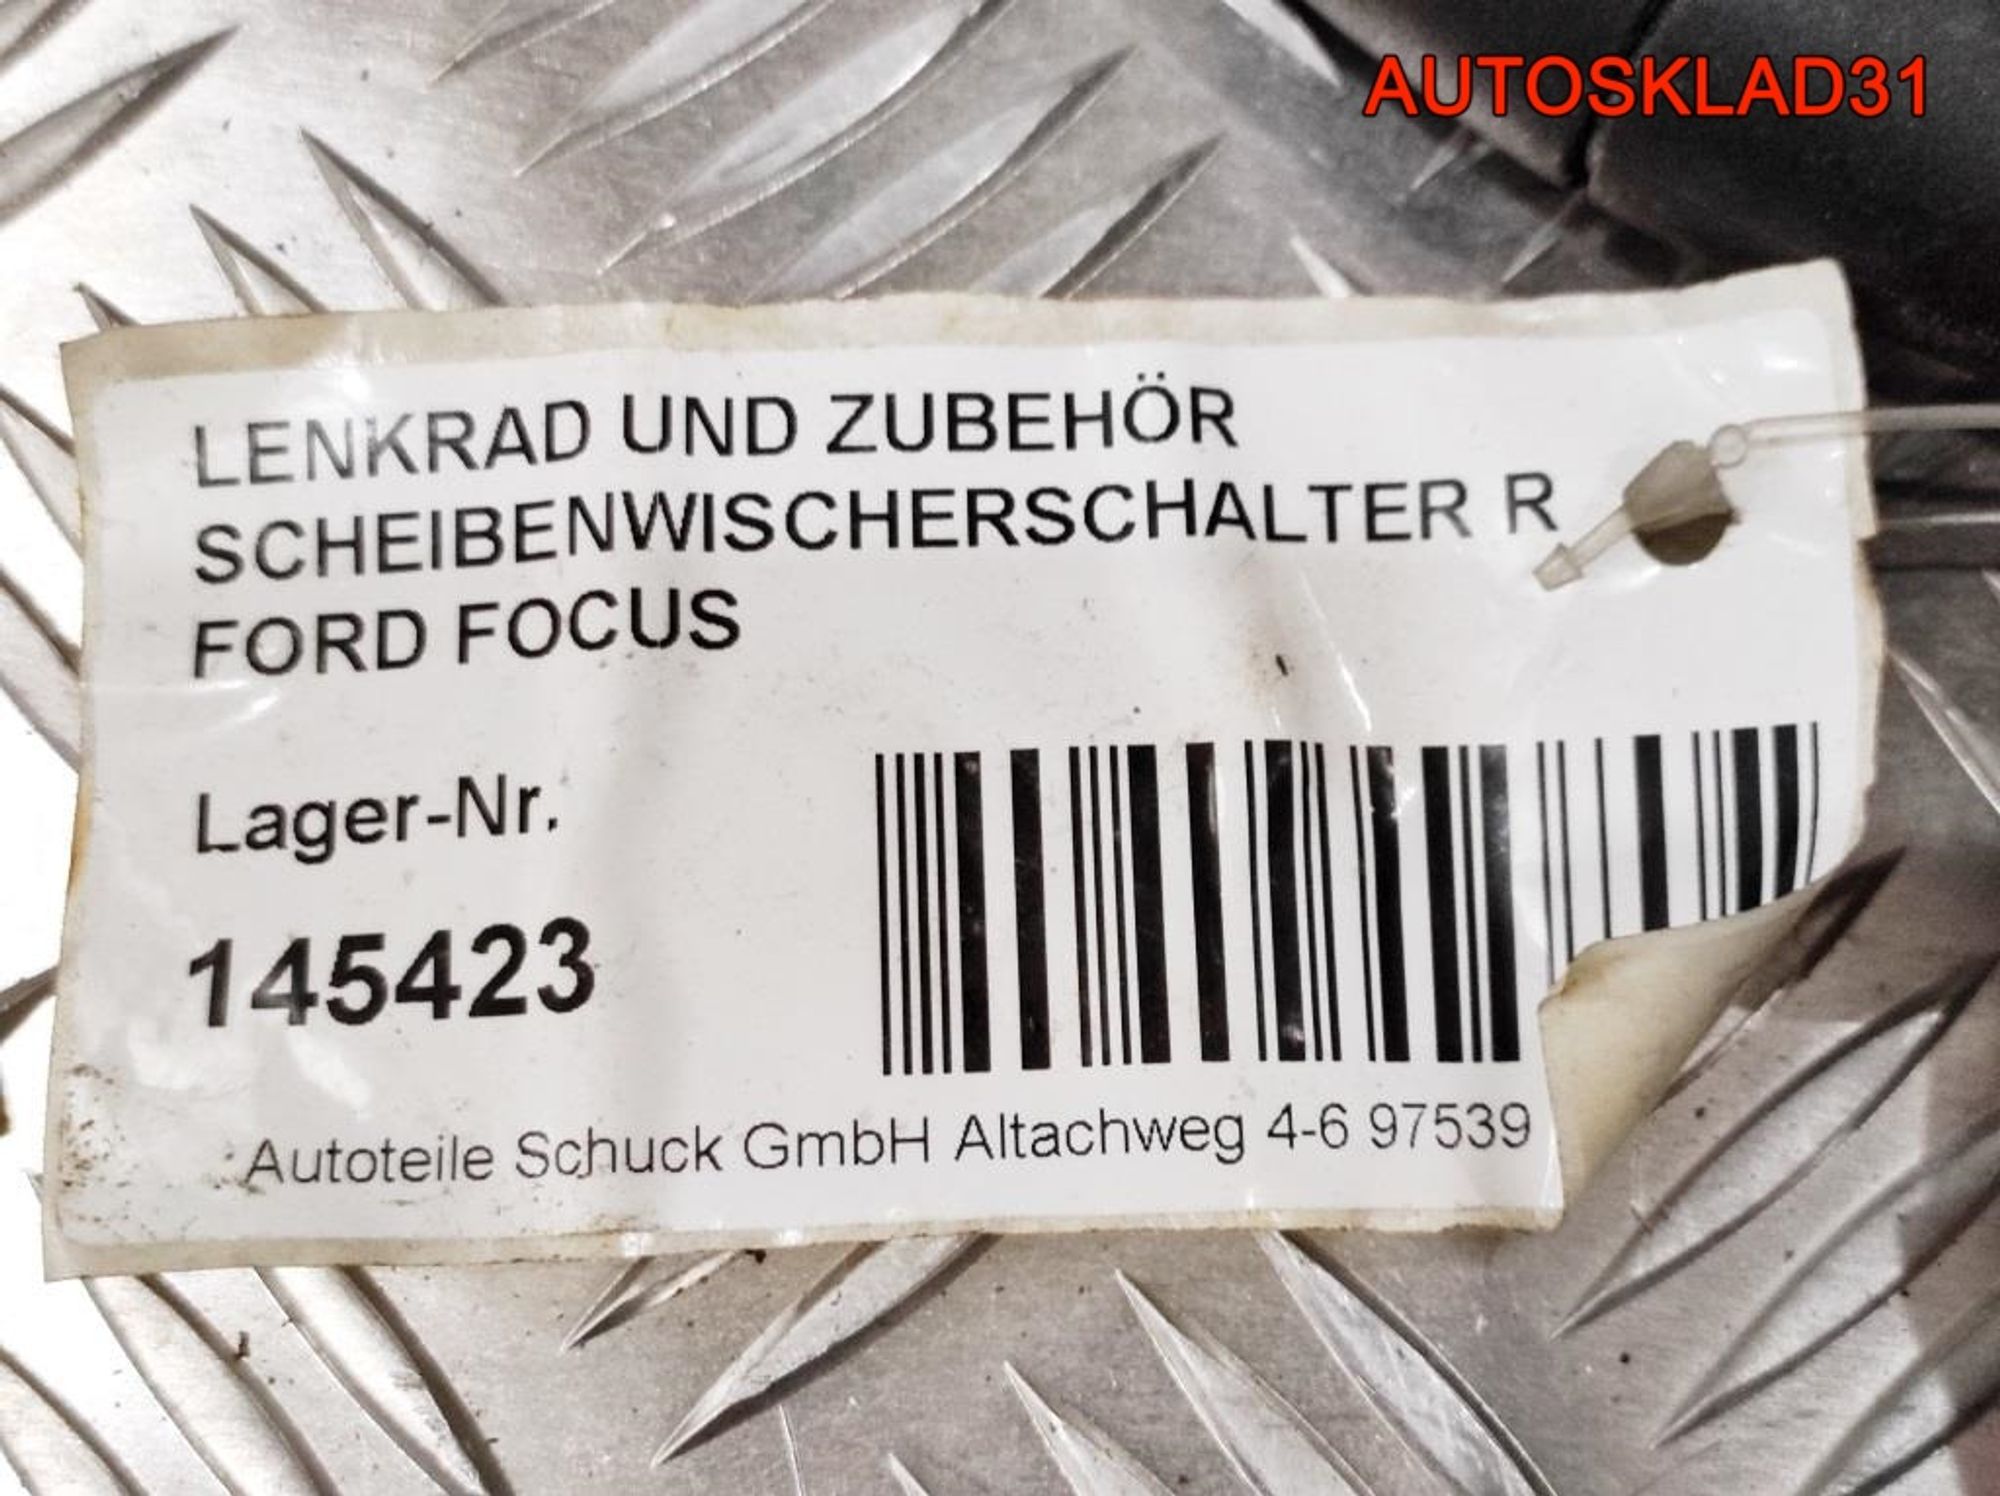 AUTOSKLAD31
LENKRAD UND ZUBEHÖR
SCHEIBENWISCHERSCHALTER R
FORD FOCUS
Lager-Nr.
145423
Autoteile Schuck GmbH Altachweg 4-6 97539